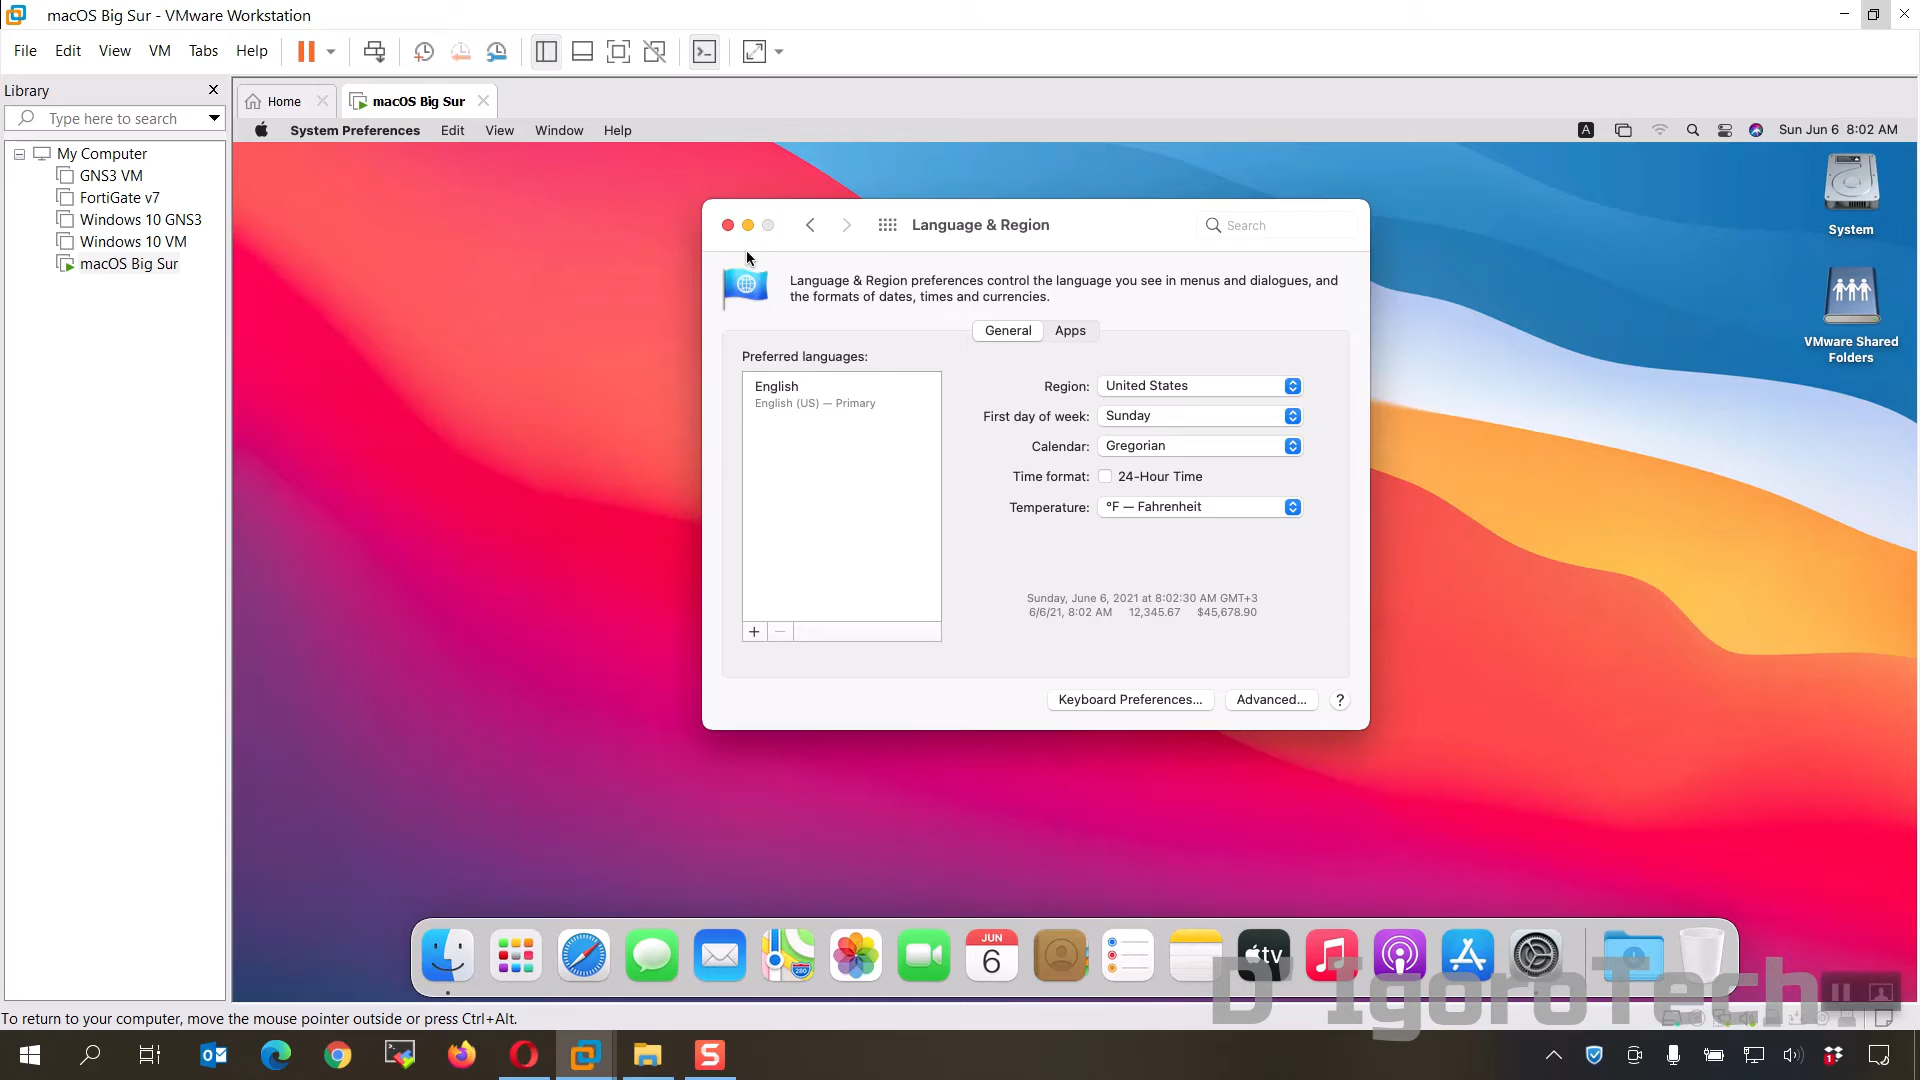 macOS Big Sur - VMware Workstation
File Edit View VM Tabs Help
Library
Type here to search
My Computer
GNS3 VM
FortiGate v7
Windows 10 GNS3
Windows 10 VM
macOS Big Sur
Home
macOS Big Sur
System Preferences Edit View Window Help
A
Sun Jun 6 8:02 AM
System
VMware Shared
Folders
Language & Region
Search
Language & Region preferences control the language you see in menus and dialogues, and
the formats of dates, times and currencies.
General Apps
Preferred languages:
English
English (US) — Primary
Region: United States
First day of week: Sunday
Calendar: Gregorian
Time format: 24-Hour Time
Temperature: °F — Fahrenheit
Sunday, June 6, 2021 at 8:02:30 AM GMT+3
6/6/21, 8:02 AM 12,345.67 $45,678.90
+ −
Keyboard Preferences... Advanced... ?
JUN
6
280
tv
D'IgoroTech
To return to your computer, move the mouse pointer outside or press Ctrl+Alt.
1